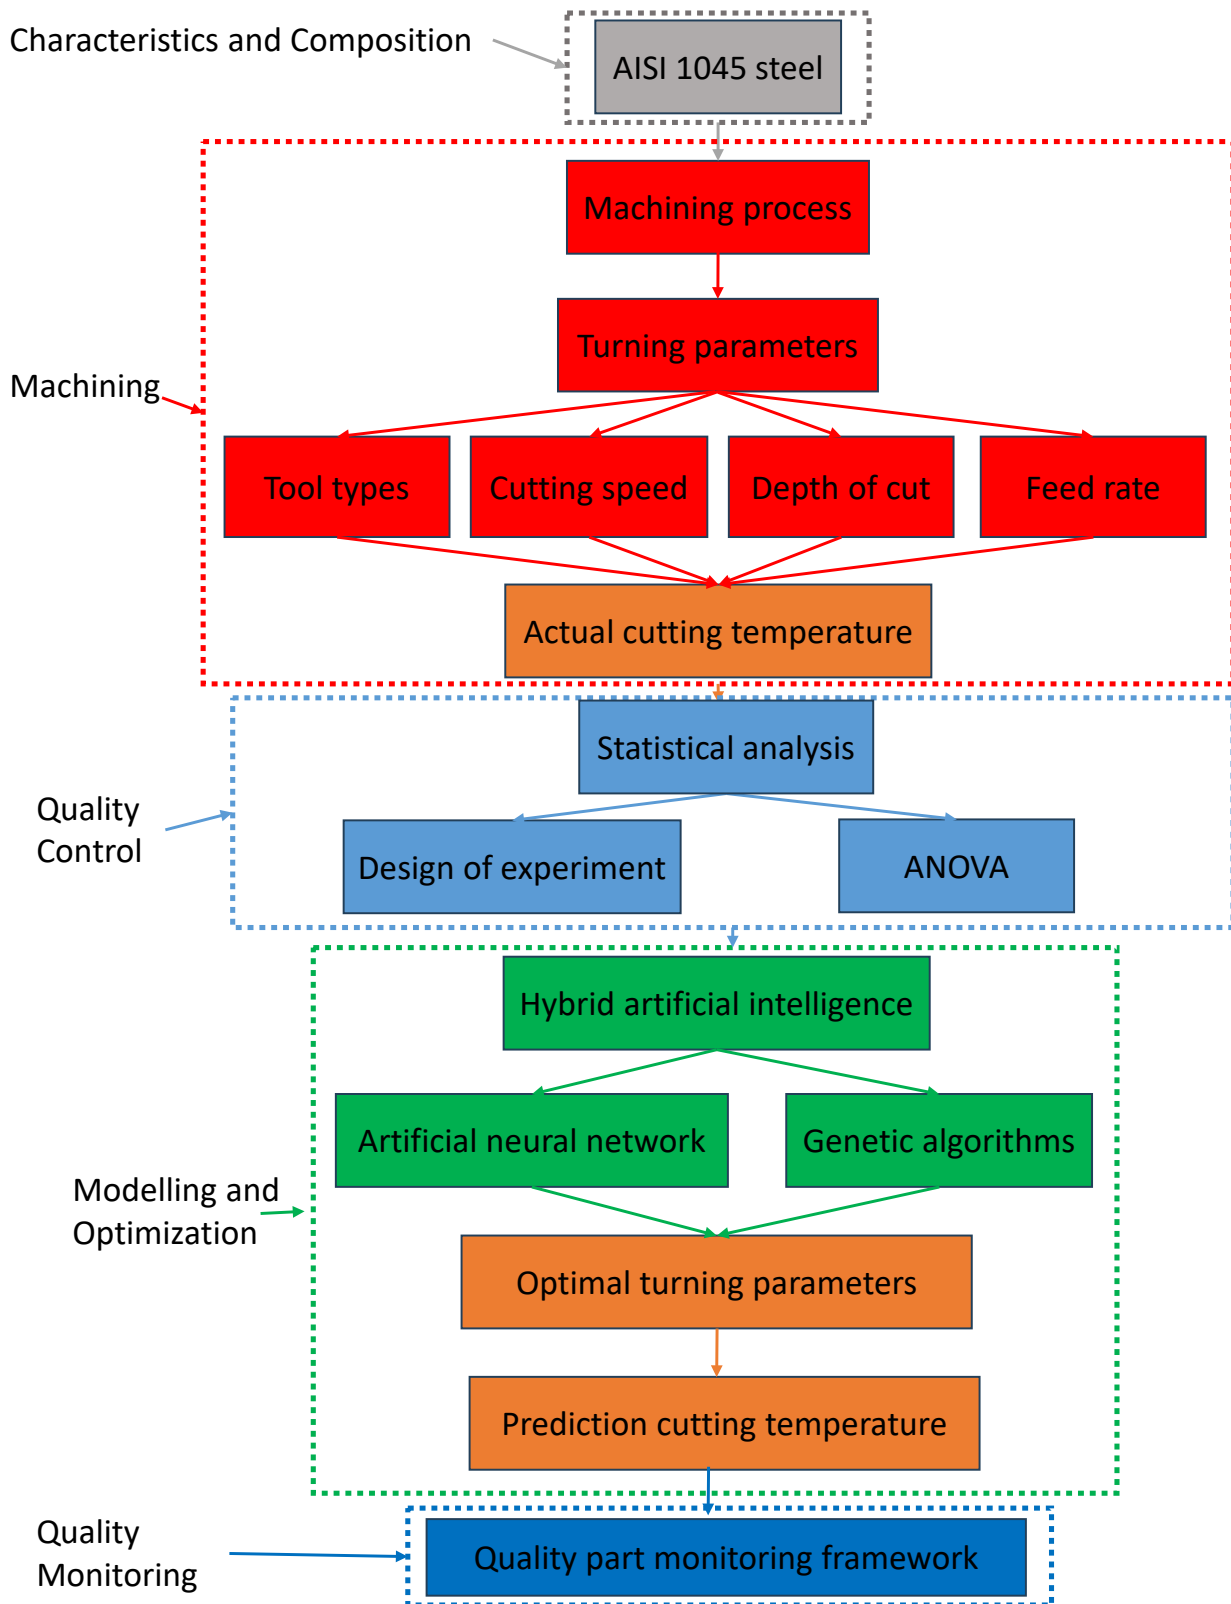 Characteristics and Composition
AISI 1045 steel
Machining process
Turning parameters
Machining
Tool types
Cutting speed
Depth of cut
Feed rate
Actual cutting temperature
Statistical analysis
Quality
Control
Design of experiment
ANOVA
Hybrid artificial intelligence
Artificial neural network
Genetic algorithms
Modelling and
Optimization
Optimal turning parameters
Prediction cutting temperature
Quality
Monitoring
Quality part monitoring framework